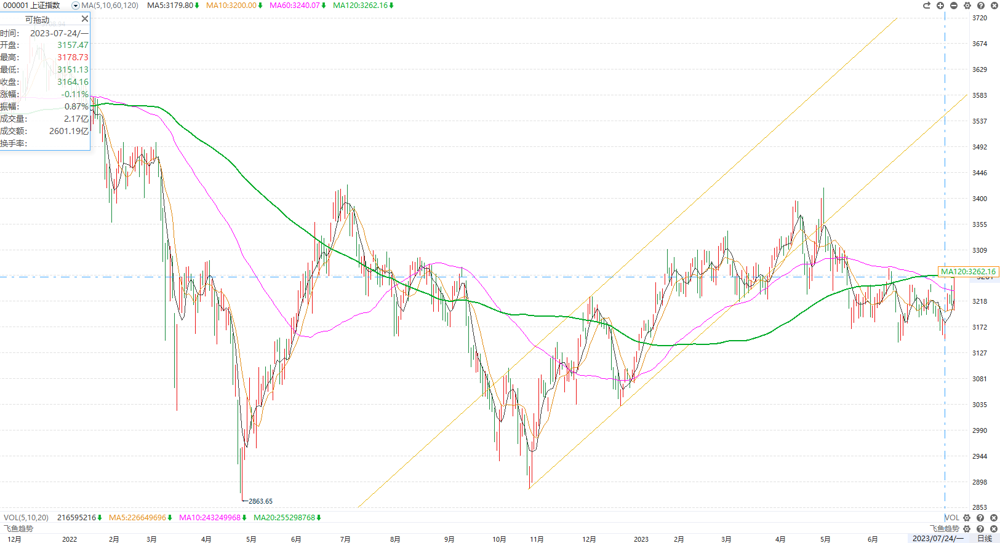 000001 上证指数 MA(5,10,60,120) MA5:3179.80 MA10:3200.00 MA60:3240.07 MA120:3262.16
可拖动
时间: 2023-07-24/一
开盘: 3157.47
最高: 3178.73
最低: 3151.13
收盘: 3164.16
涨幅: -0.11%
振幅: 0.87%
成交量: 2.17亿
成交额: 2601.19亿
换手率:
3720
3674
3629
3583
3537
3492
3446
3400
3355
3309
MA120:3262.16
3218
3172
3127
3081
3035
2990
2944
2898
2853
2863.65
VOL(5,10,20) 216595216 MA5:226649696 MA10:243249968 MA20:255298768 VOL
飞鱼趋势 飞鱼趋势
12月 2022 2月 3月 4月 5月 6月 7月 8月 9月 10月 11月 12月 2023 2月 3月 4月 5月 6月 2023/07/24/一 日线